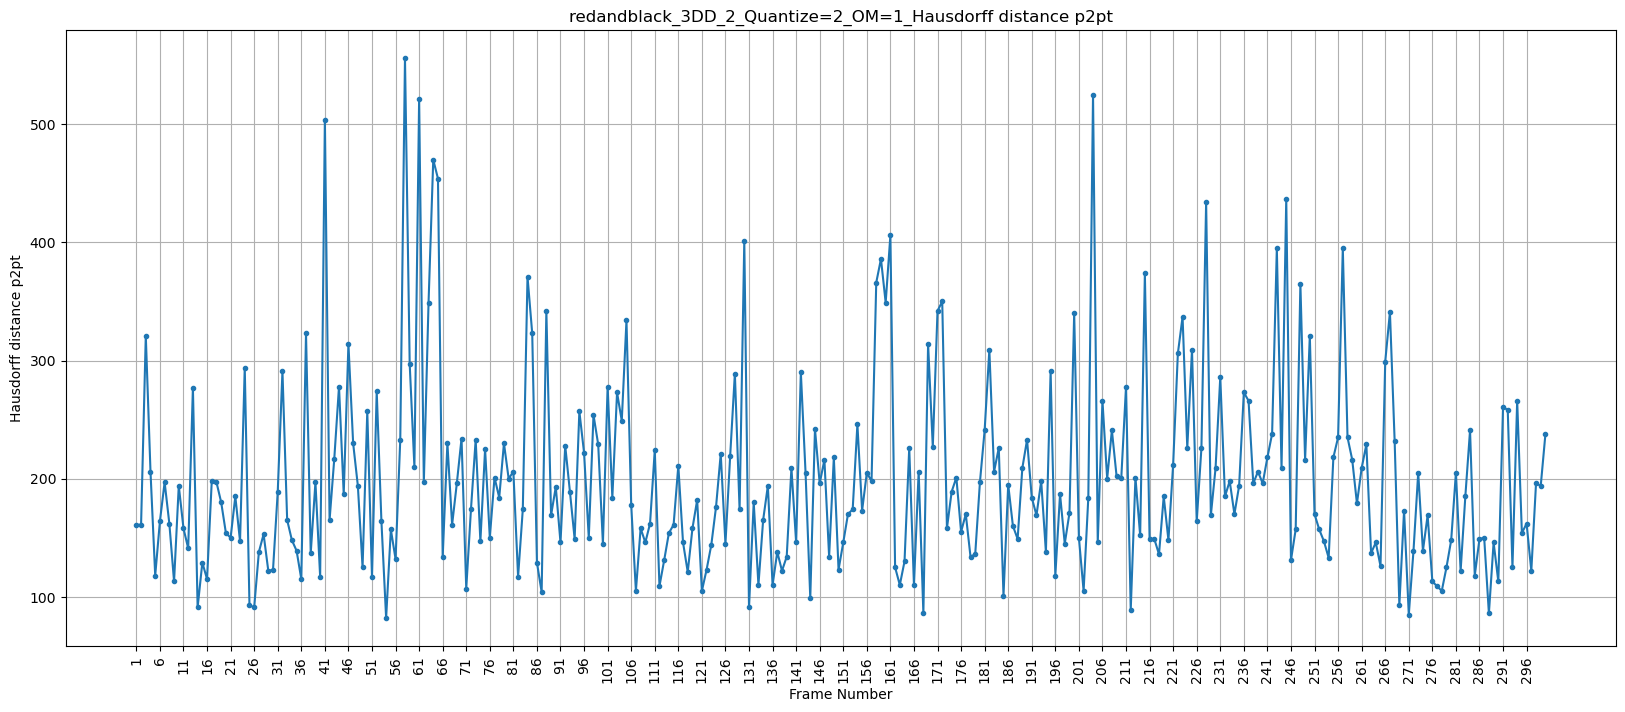 redandblack_3DD_2_Quantize=2_OM=1_Hausdorff distance p2pt
Hausdorff distance p2pt
500
400
300
200
100
1 6 11 16 21 26 31 36 41 46 51 56 61 66 71 76 81 86 91 96 101 106 111 116 121 126 131 136 141 146 151 156 161 166 171 176 181 186 191 196 201 206 211 216 221 226 231 236 241 246 251 256 261 266 271 276 281 286 291 296
Frame Number